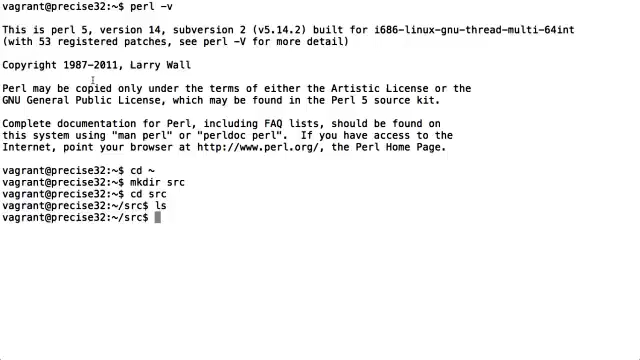 vagrant@precise32:~$ perl -v
This is perl 5, version 14, subversion 2 (v5.14.2) built for i686-linux-gnu-thread-multi-64int
(with 53 registered patches, see perl -V for more detail)
Copyright 1987-2011, Larry Wall
Perl may be copied only under the terms of either the Artistic License or the
GNU General Public License, which may be found in the Perl 5 source kit.
Complete documentation for Perl, including FAQ lists, should be found on
this system using "man perl" or "perldoc perl".  If you have access to the
Internet, point your browser at http://www.perl.org/, the Perl Home Page.
vagrant@precise32:~$ cd ~
vagrant@precise32:~$ mkdir src
vagrant@precise32:~$ cd src
vagrant@precise32:~/src$ ls
vagrant@precise32:~/src$